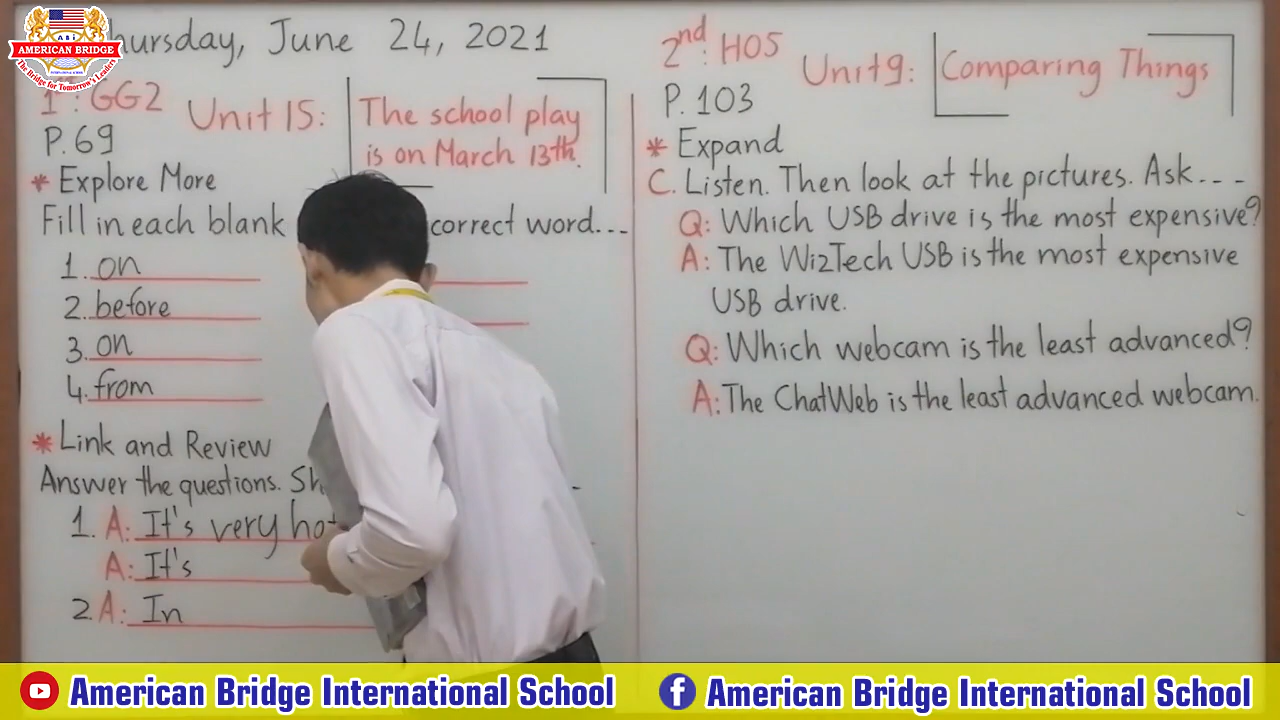 AMERICAN BRIDGE
The Bridge for Tomorrow's Leaders
June 24, 2021
1st: GG2
Unit 15:
The school play
is on March 13th.
P.69
* Explore More
Fill in each blank correct word...
1. on
2. before
3. on
4. from
* Link and Review
Answer the questions.
1. A: It's very hot
A: It's
2. A: In
2nd: HO5
Unit 9:
Comparing Things
P. 103
* Expand
C. Listen. Then look at the pictures. Ask...
Q: Which USB drive is the most expensive?
A: The WizTech USB is the most expensive
USB drive.
Q: Which webcam is the least advanced?
A: The ChatWeb is the least advanced webcam.
American Bridge International School
American Bridge International School